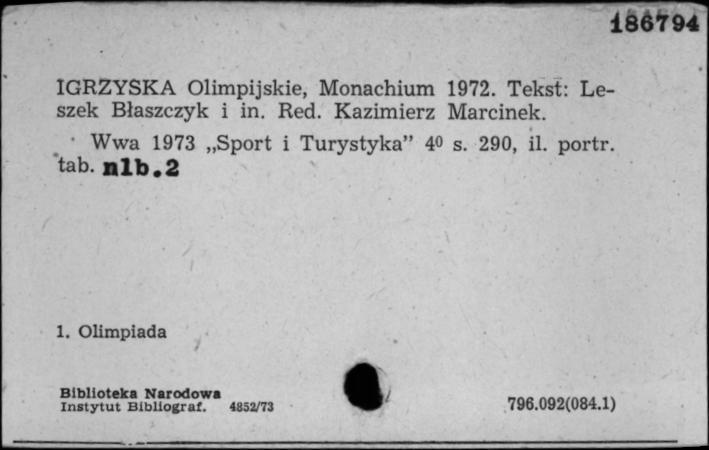 186794
IGRZYSKA Olimpijskie, Monachium 1972. Tekst: Le-
szek Błaszczyk i in. Red. Kazimierz Marcinek.
Wwa 1973 „Sport i Turystyka” 4⁰ s. 290, il. portr.
tab. nlb.2
1. Olimpiada
Biblioteka Narodowa
Instytut Bibliograf. 4852/73
796.092(084.1)